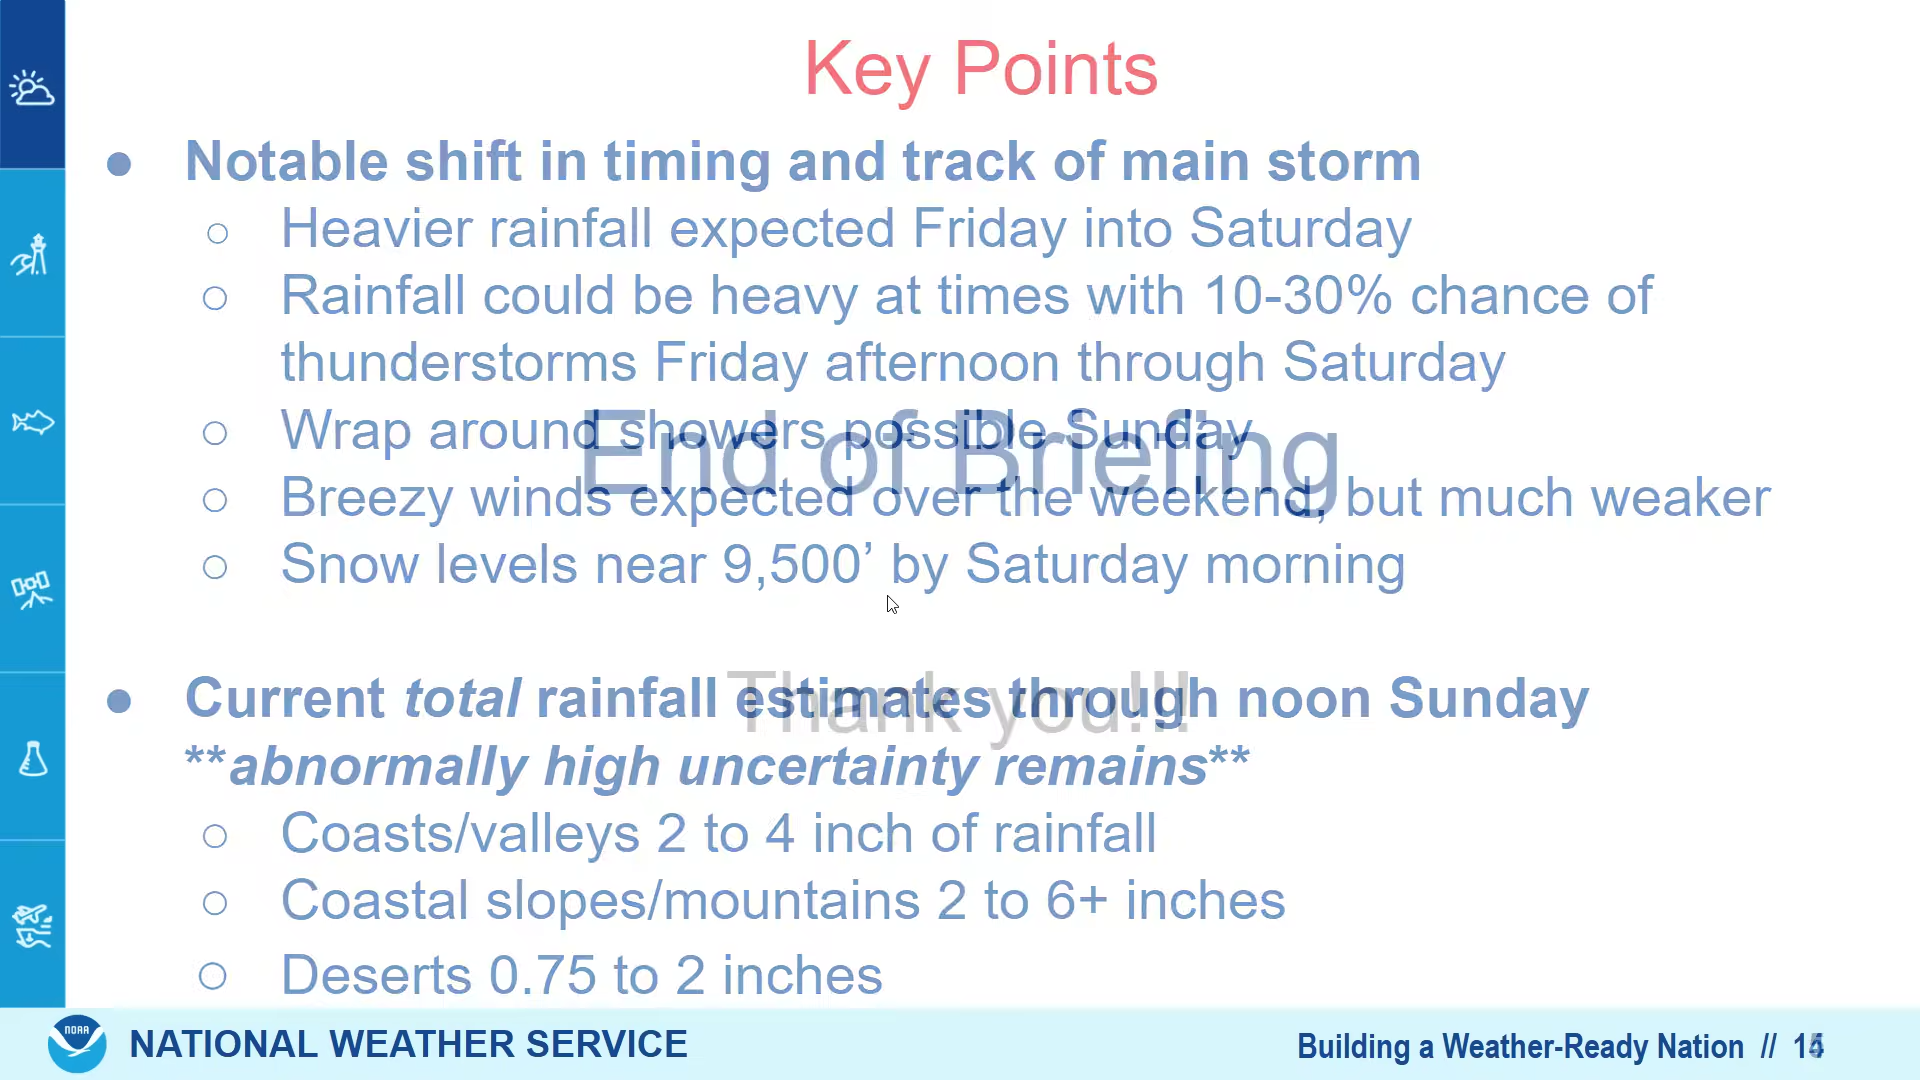 Key Points
● Notable shift in timing and track of main storm
○ Heavier rainfall expected Friday into Saturday
○ Rainfall could be heavy at times with 10-30% chance of
thunderstorms Friday afternoon through Saturday
○ Wrap around showers possible Sunday
End of Briefing
○ Breezy winds expected over the weekend, but much weaker
○ Snow levels near 9,500’ by Saturday morning
● Current total rainfall estimates through noon Sunday
Thank you!!!
**abnormally high uncertainty remains**
○ Coasts/valleys 2 to 4 inch of rainfall
○ Coastal slopes/mountains 2 to 6+ inches
○ Deserts 0.75 to 2 inches
NOAA
NATIONAL WEATHER SERVICE
Building a Weather-Ready Nation //